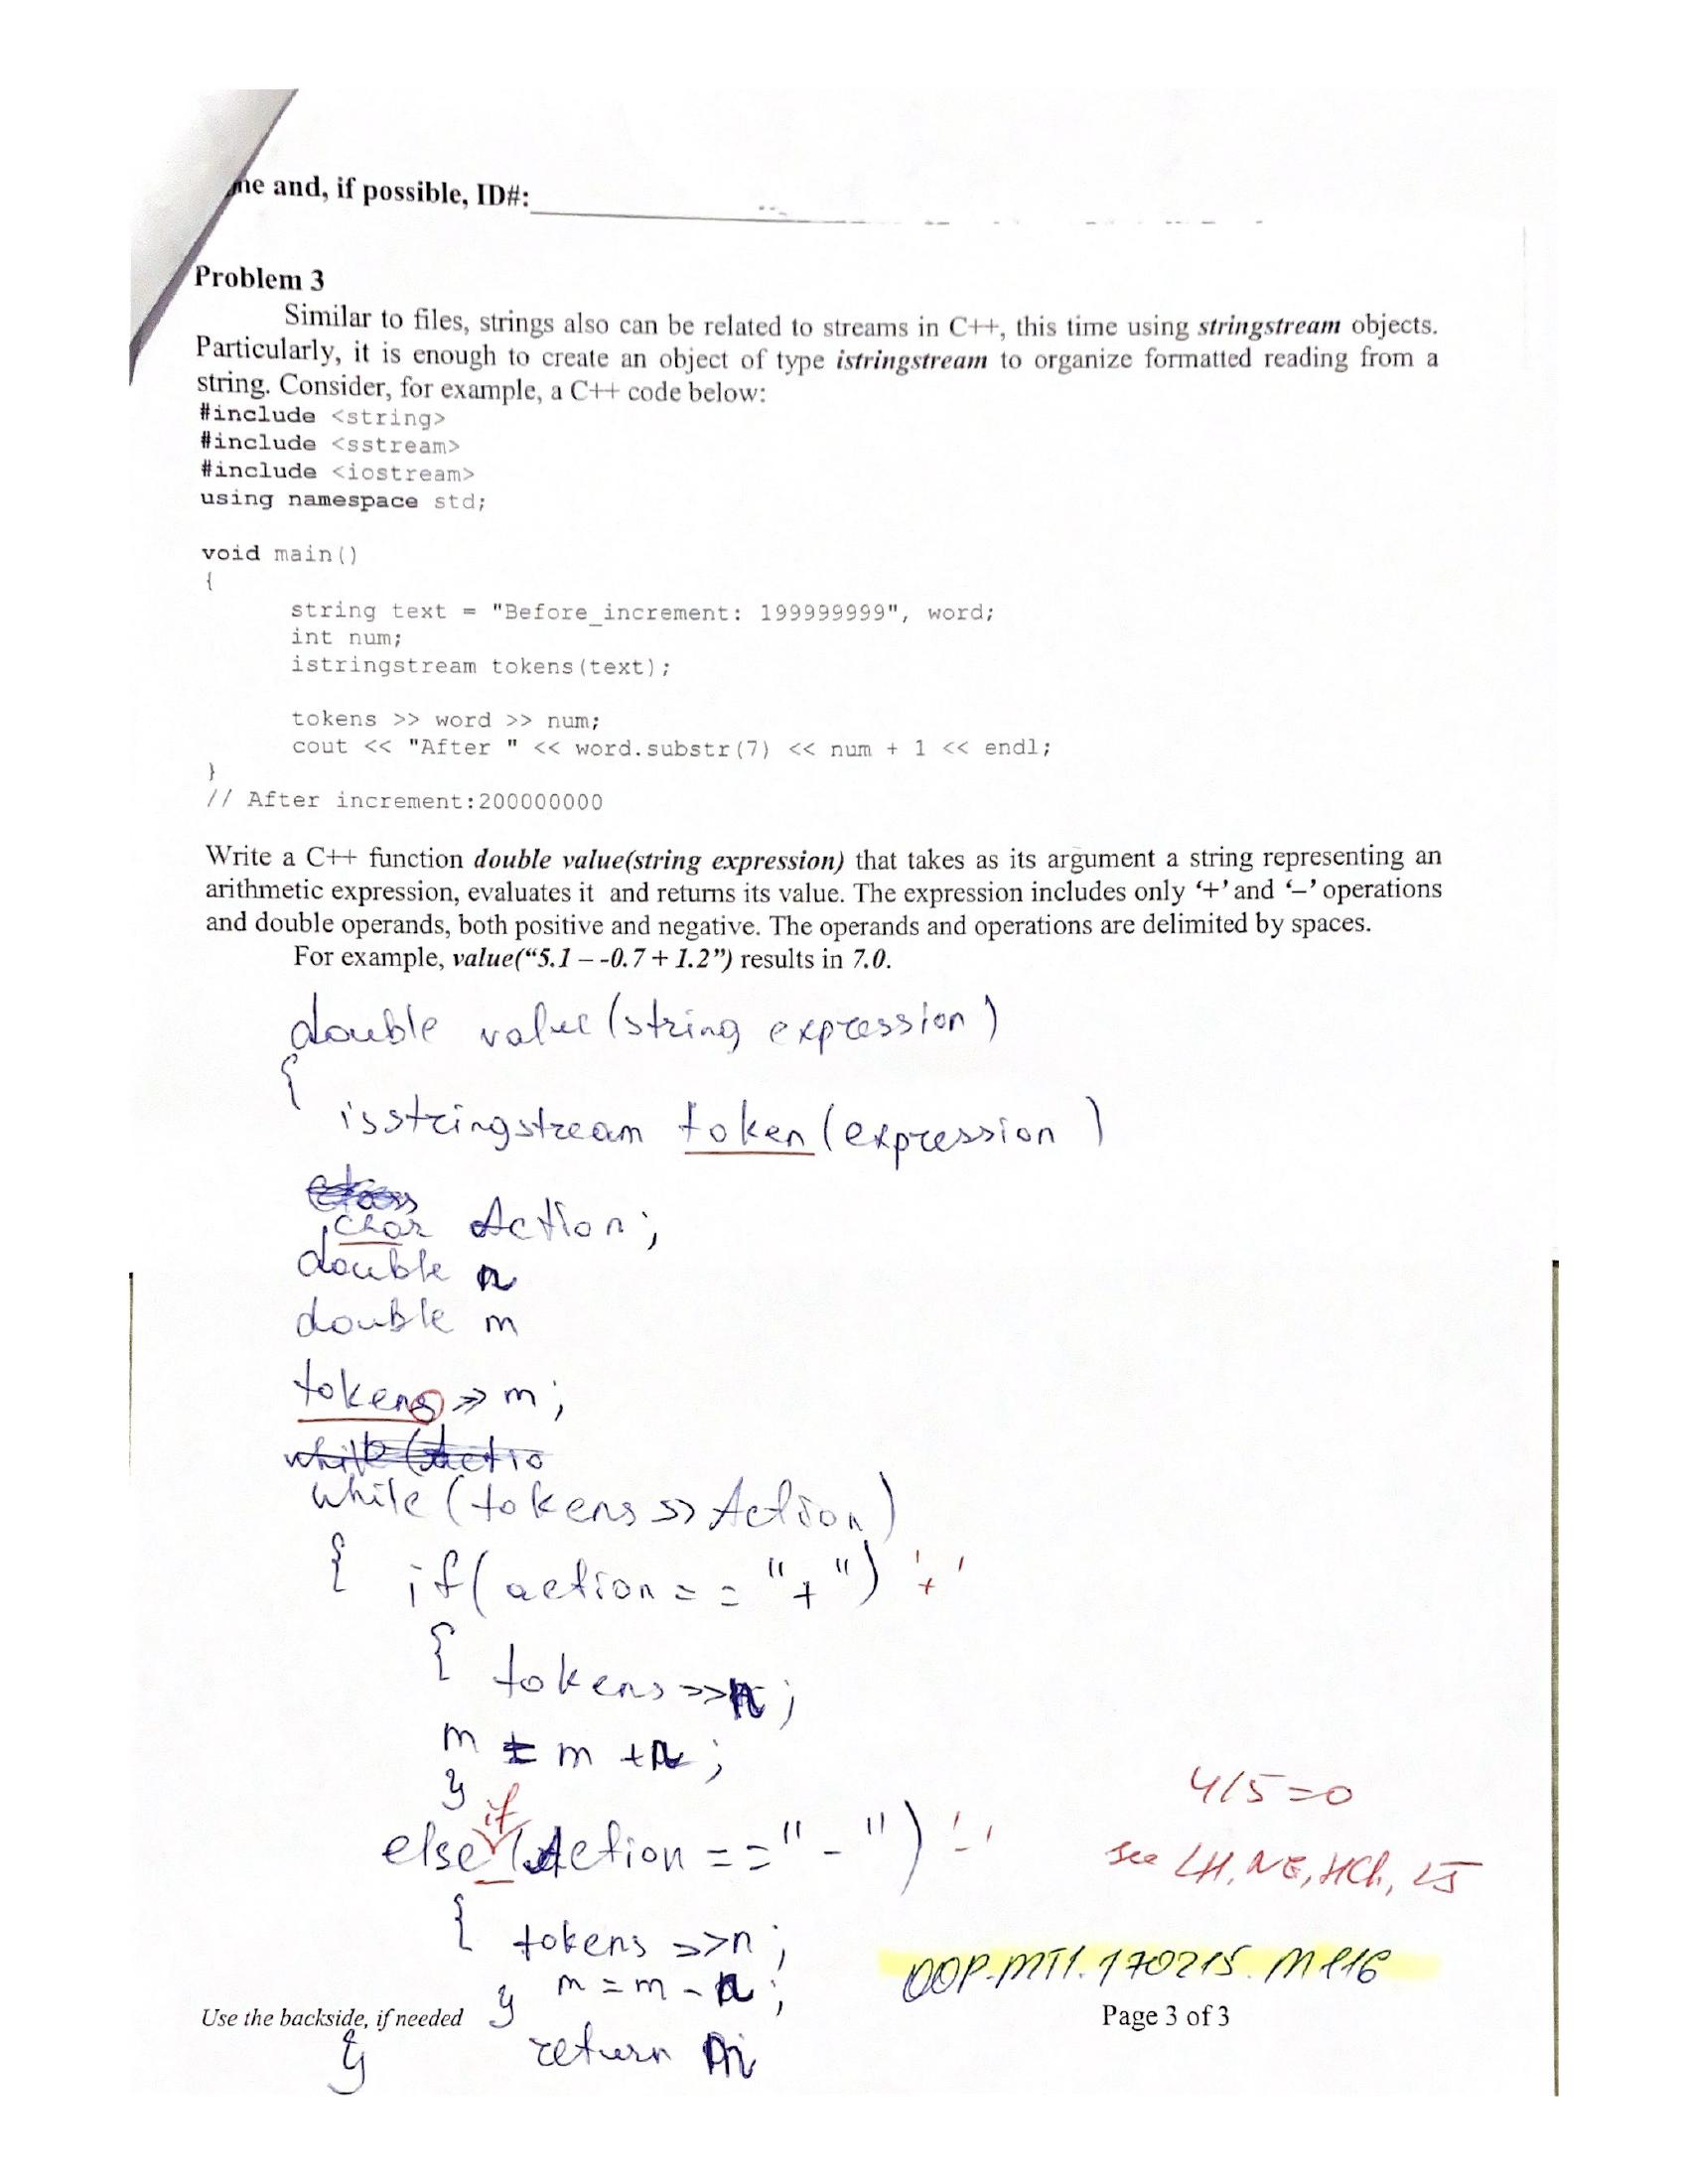 me and, if possible, ID#:
Problem 3
Similar to files, strings also can be related to streams in C++, this time using stringstream objects.
Particularly, it is enough to create an object of type istringstream to organize formatted reading from a
string. Consider, for example, a C++ code below:
#include <string>
#include <sstream>
#include <iostream>
using namespace std;
void main()
{
string text = "Before_increment: 199999999", word;
int num;
istringstream tokens(text);
tokens >> word >> num;
cout << "After " << word.substr(7) << num + 1 << endl;
}
// After increment:200000000
Write a C++ function double value(string expression) that takes as its argument a string representing an
arithmetic expression, evaluates it and returns its value. The expression includes only ‘+’ and ‘–’ operations
and double operands, both positive and negative. The operands and operations are delimited by spaces.
For example, value(“5.1 – -0.7 + 1.2”) results in 7.0.
double value (string expression)
{
isstringstream token (expression)
char Action;
double n
double m
tokens >> m;
while (Actio
while (tokens >> Action)
{ if (action == "+") '+'
{ tokens >> n;
m = m + n;
}
if
else (Action == "-") '-'
4/5=0
see LH, NG, HCh, LJ
{ tokens >> n;
m = m - n;
}
OOP.MT1.170215.M116
Use the backside, if needed
Page 3 of 3
}
return